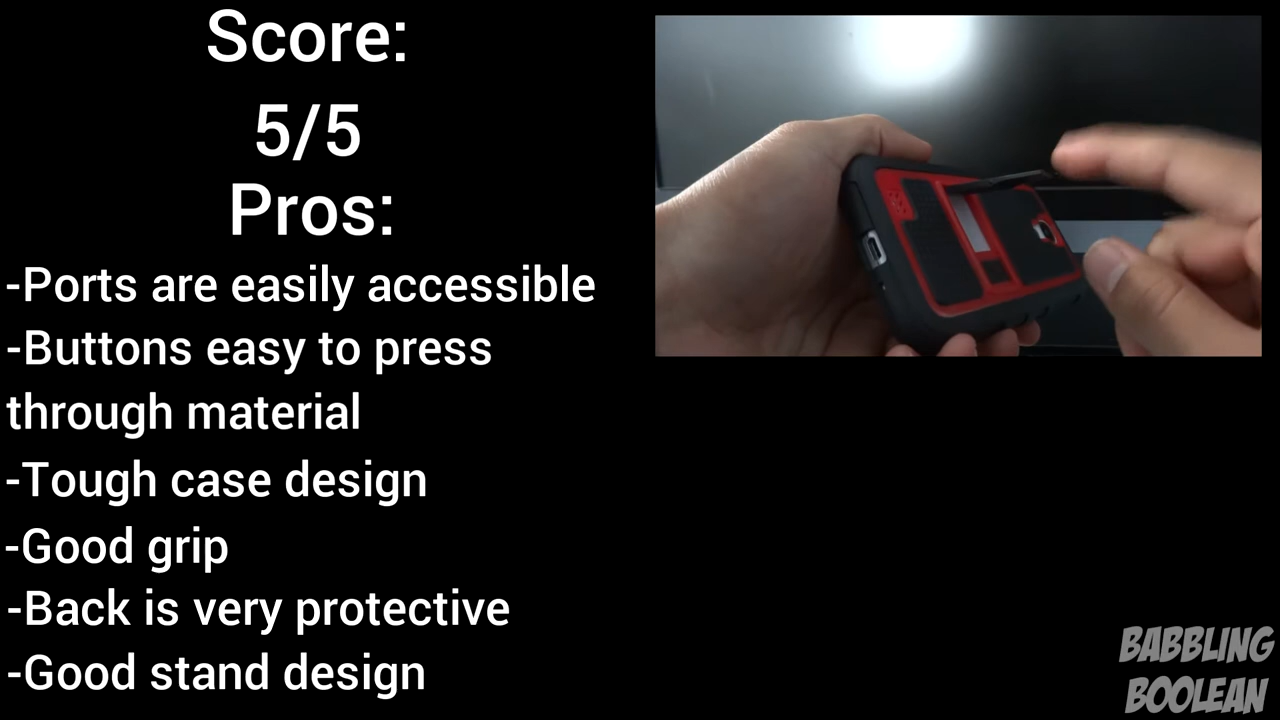 Score:
5/5
Pros:
-Ports are easily accessible
-Buttons easy to press
through material
-Tough case design
-Good grip
-Back is very protective
-Good stand design
BABBLING
BOOLEAN